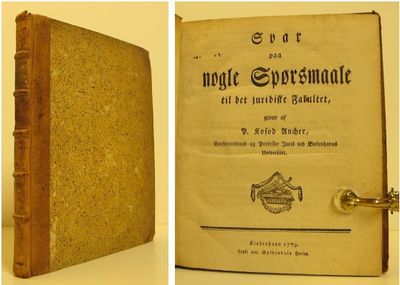 Svar
paa
nogle Spørsmaale
til det juridiske Fakultet,
givne af
P. Kofod Ancher,
Conferentsraad og Professor Juris ved Kiøbenhavns
Universitet.
Kiøbenhavn 1779.
Trykt paa Gyldendals Forlag.